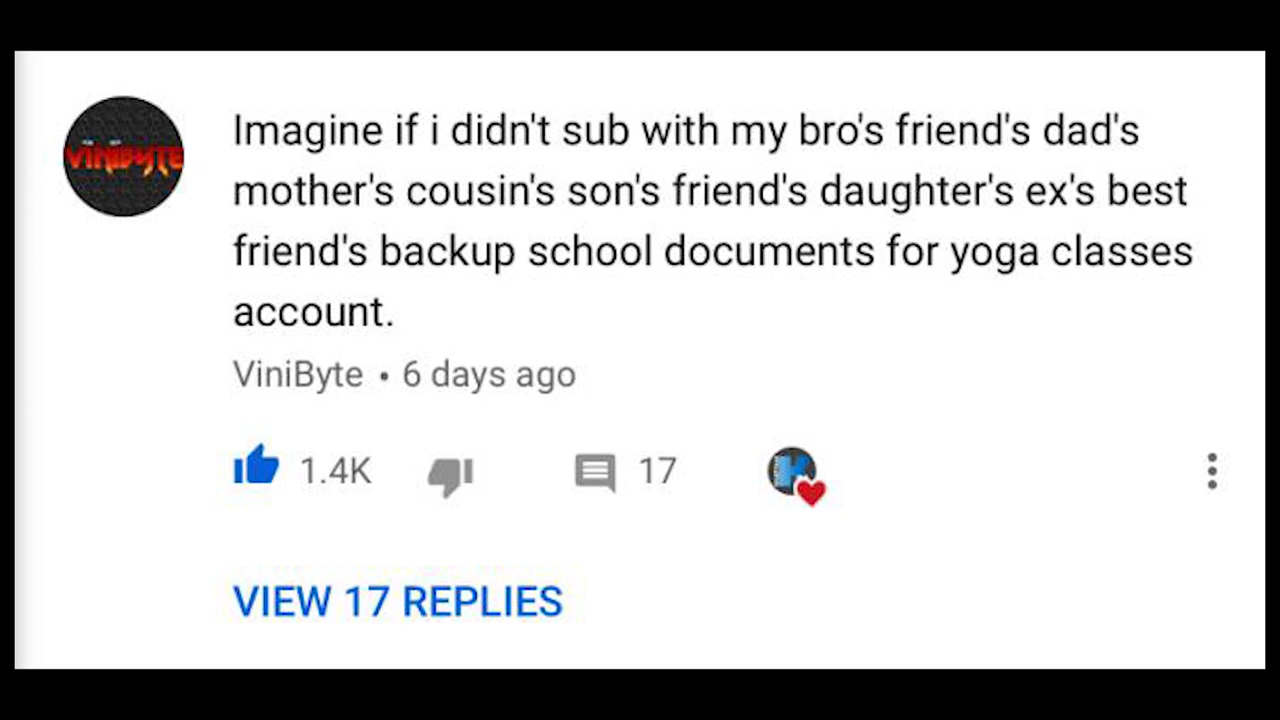 ViNiBYTE
Imagine if i didn't sub with my bro's friend's dad's
mother's cousin's son's friend's daughter's ex's best
friend's backup school documents for yoga classes
account.
ViniByte • 6 days ago
1.4K 17
VIEW 17 REPLIES